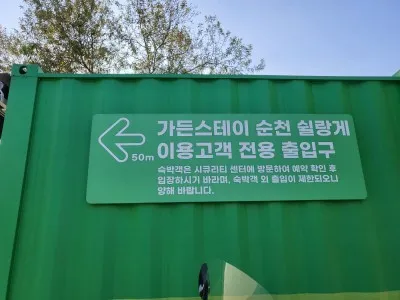 가든스테이 순천 쉴랑게
이용고객 전용 출입구
50m
숙박객은 시큐리티 센터에 방문하여 예약 확인 후
입장하시기 바라며, 숙박객 외 출입이 제한되오니
양해 바랍니다.